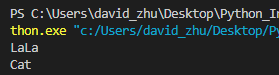 PS C:\Users\david_zhu\Desktop\Python_In
thon.exe "c:/Users/david_zhu/Desktop/Py
LaLa
Cat